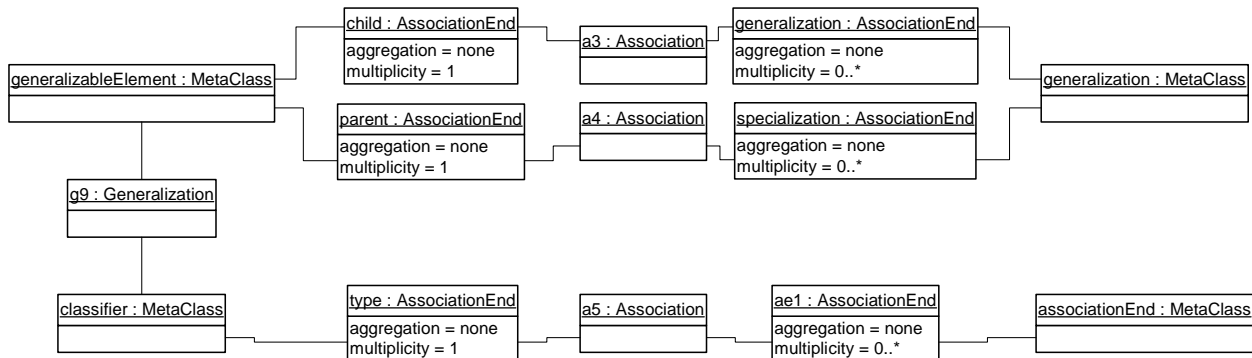 child : AssociationEnd
aggregation = none
multiplicity = 1
a3 : Association
generalization : AssociationEnd
aggregation = none
multiplicity = 0..*
generalizableElement : MetaClass
generalization : MetaClass
parent : AssociationEnd
aggregation = none
multiplicity = 1
a4 : Association
specialization : AssociationEnd
aggregation = none
multiplicity = 0..*
g9 : Generalization
classifier : MetaClass
type : AssociationEnd
aggregation = none
multiplicity = 1
a5 : Association
ae1 : AssociationEnd
aggregation = none
multiplicity = 0..*
associationEnd : MetaClass